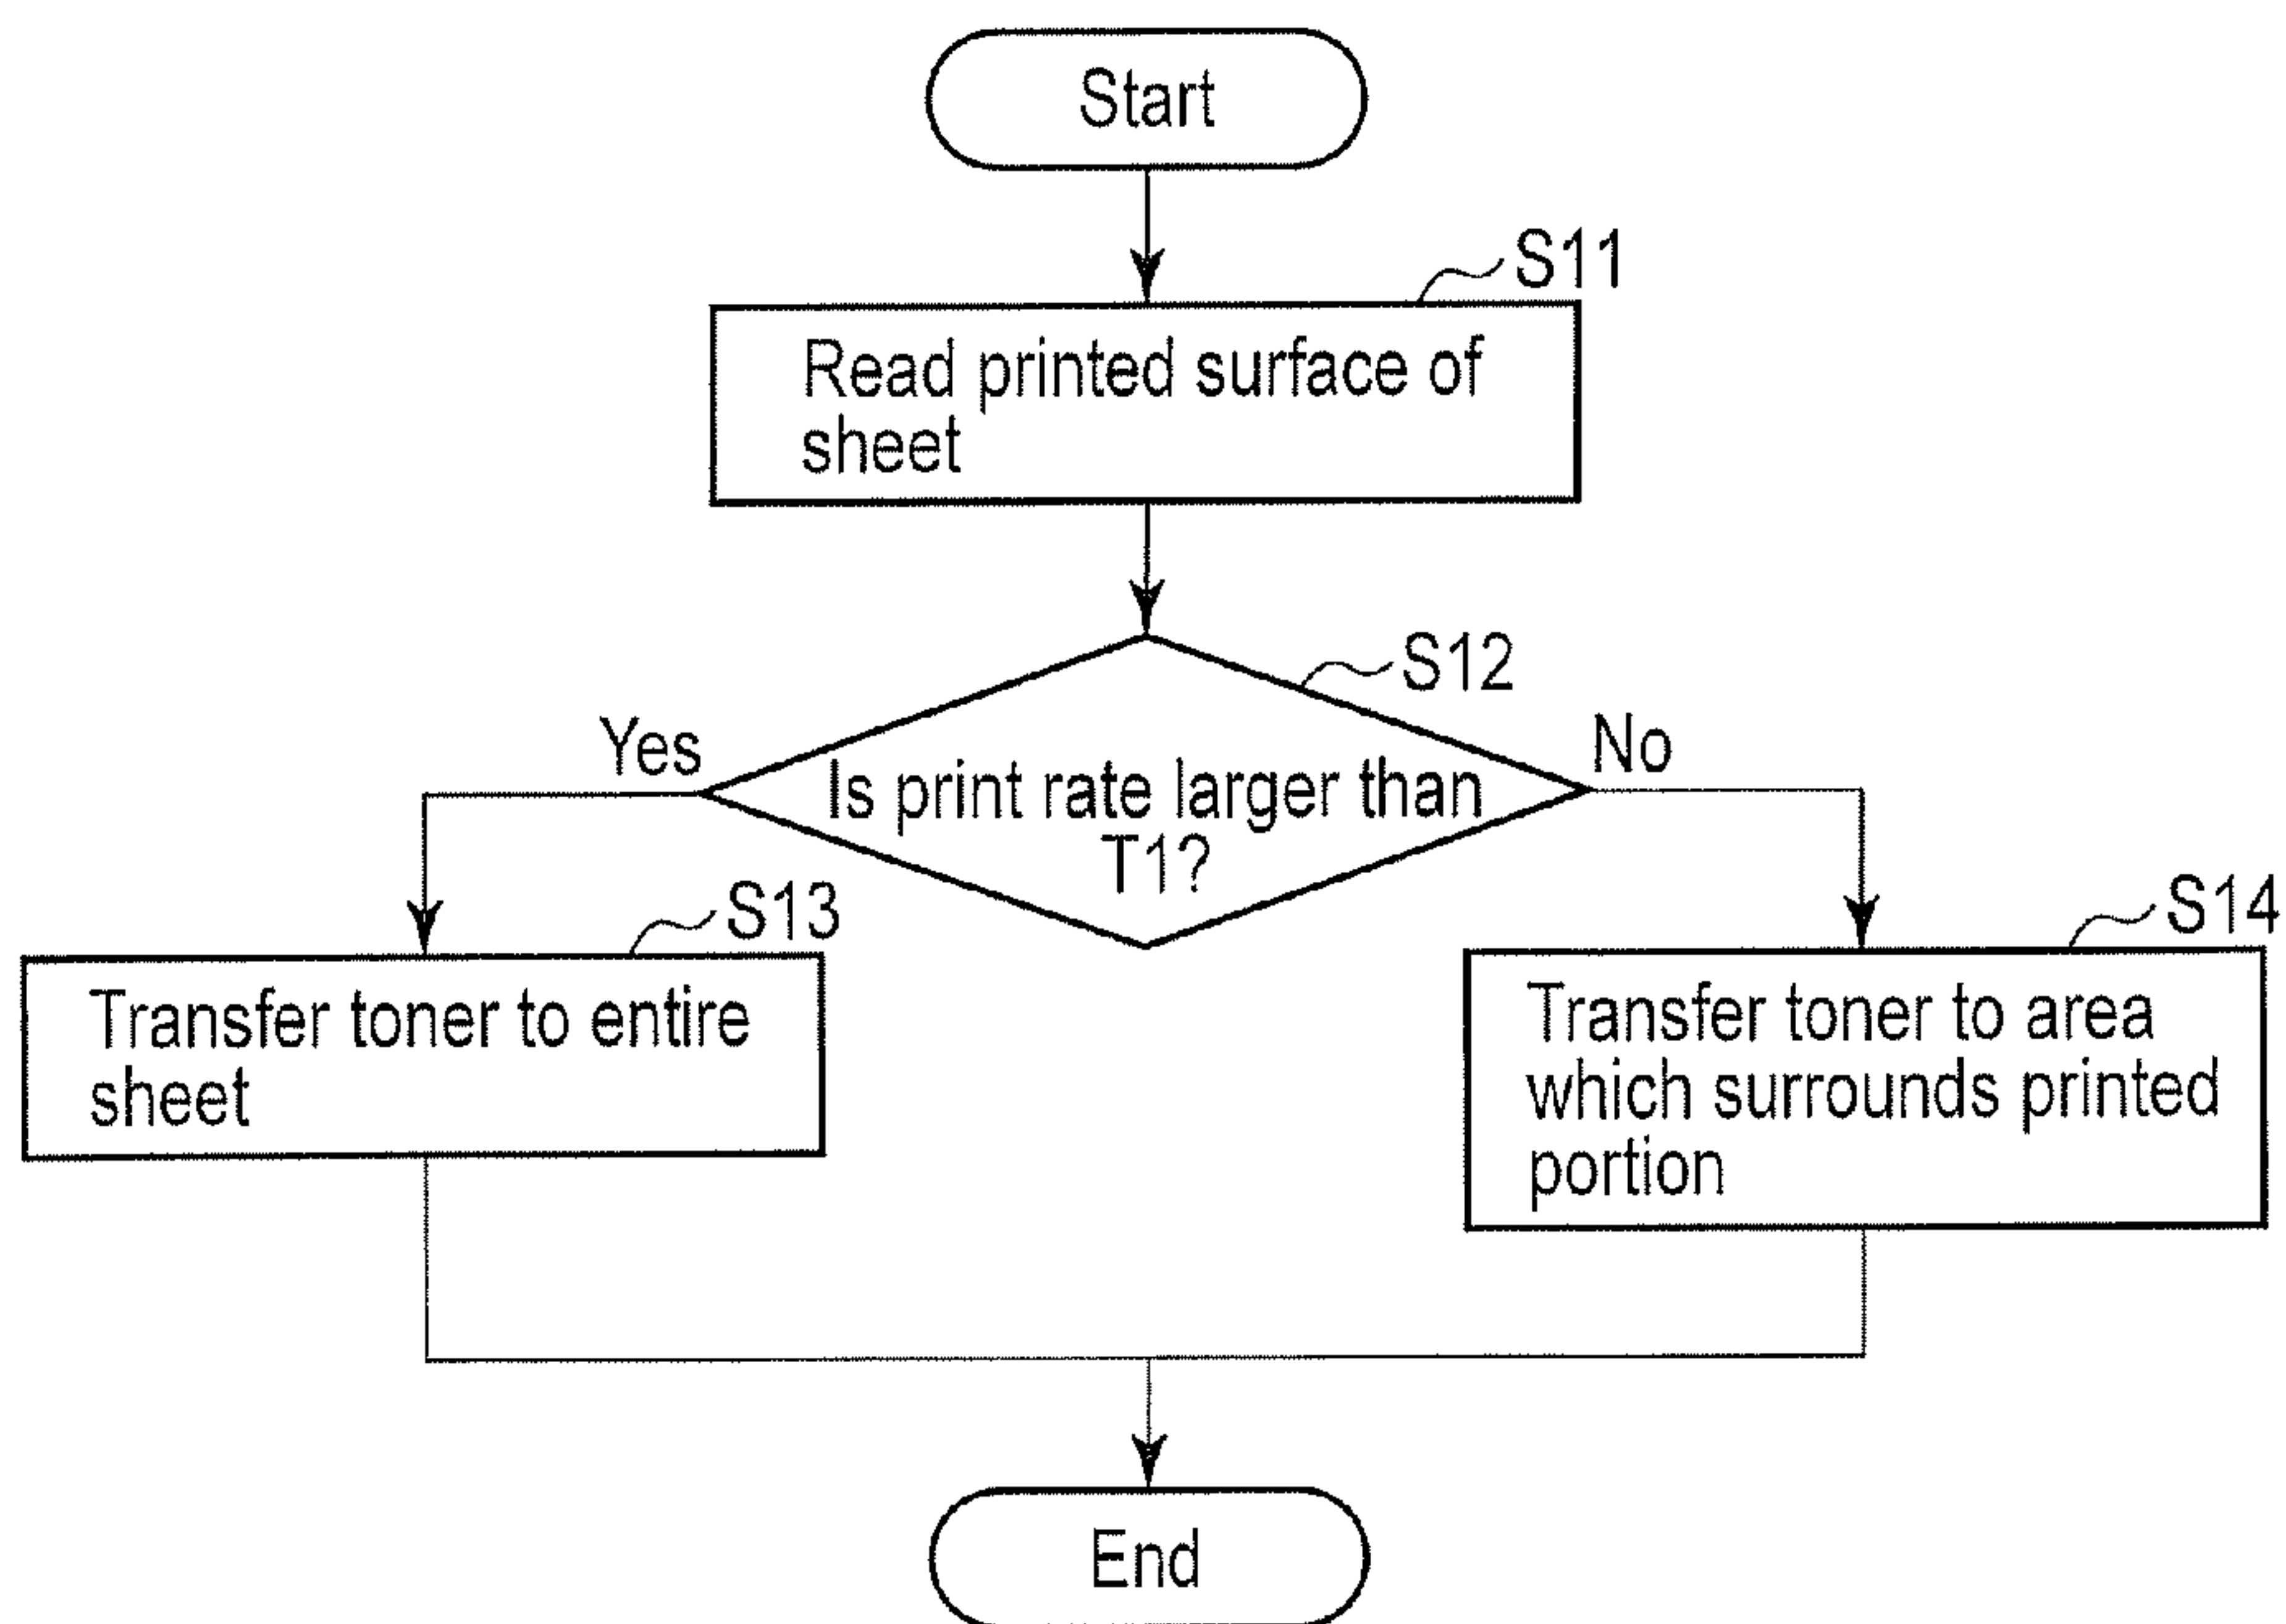 Start
S11
Read printed surface of
sheet
S12
Yes
No
Is print rate larger than
T1?
S13
S14
Transfer toner to entire
sheet
Transfer toner to area
which surrounds printed
portion
End